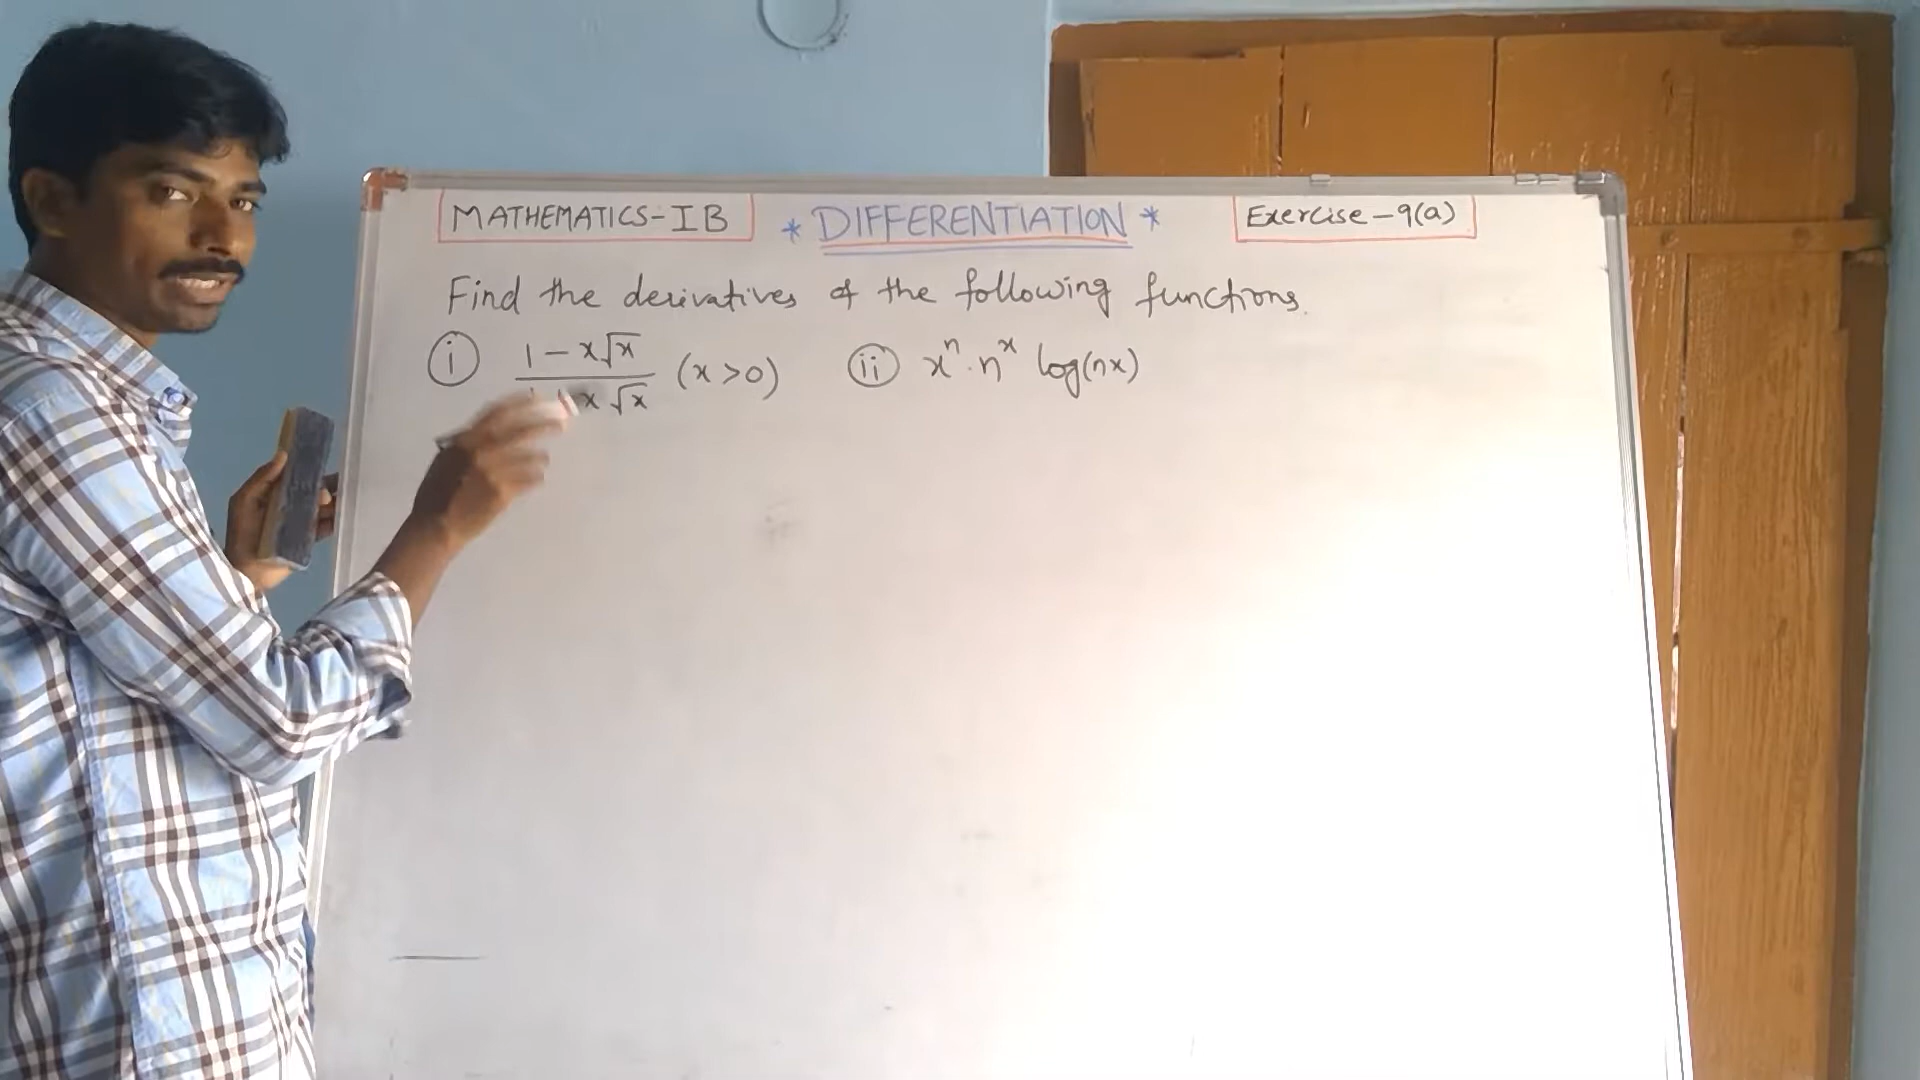 MATHEMATICS-IB * DIFFERENTIATION * Exercise-9(a)
Find the derivatives of the following functions.
(i) 1 - x√x / x√x (x > 0) (ii) xⁿ · nˣ log(nx)